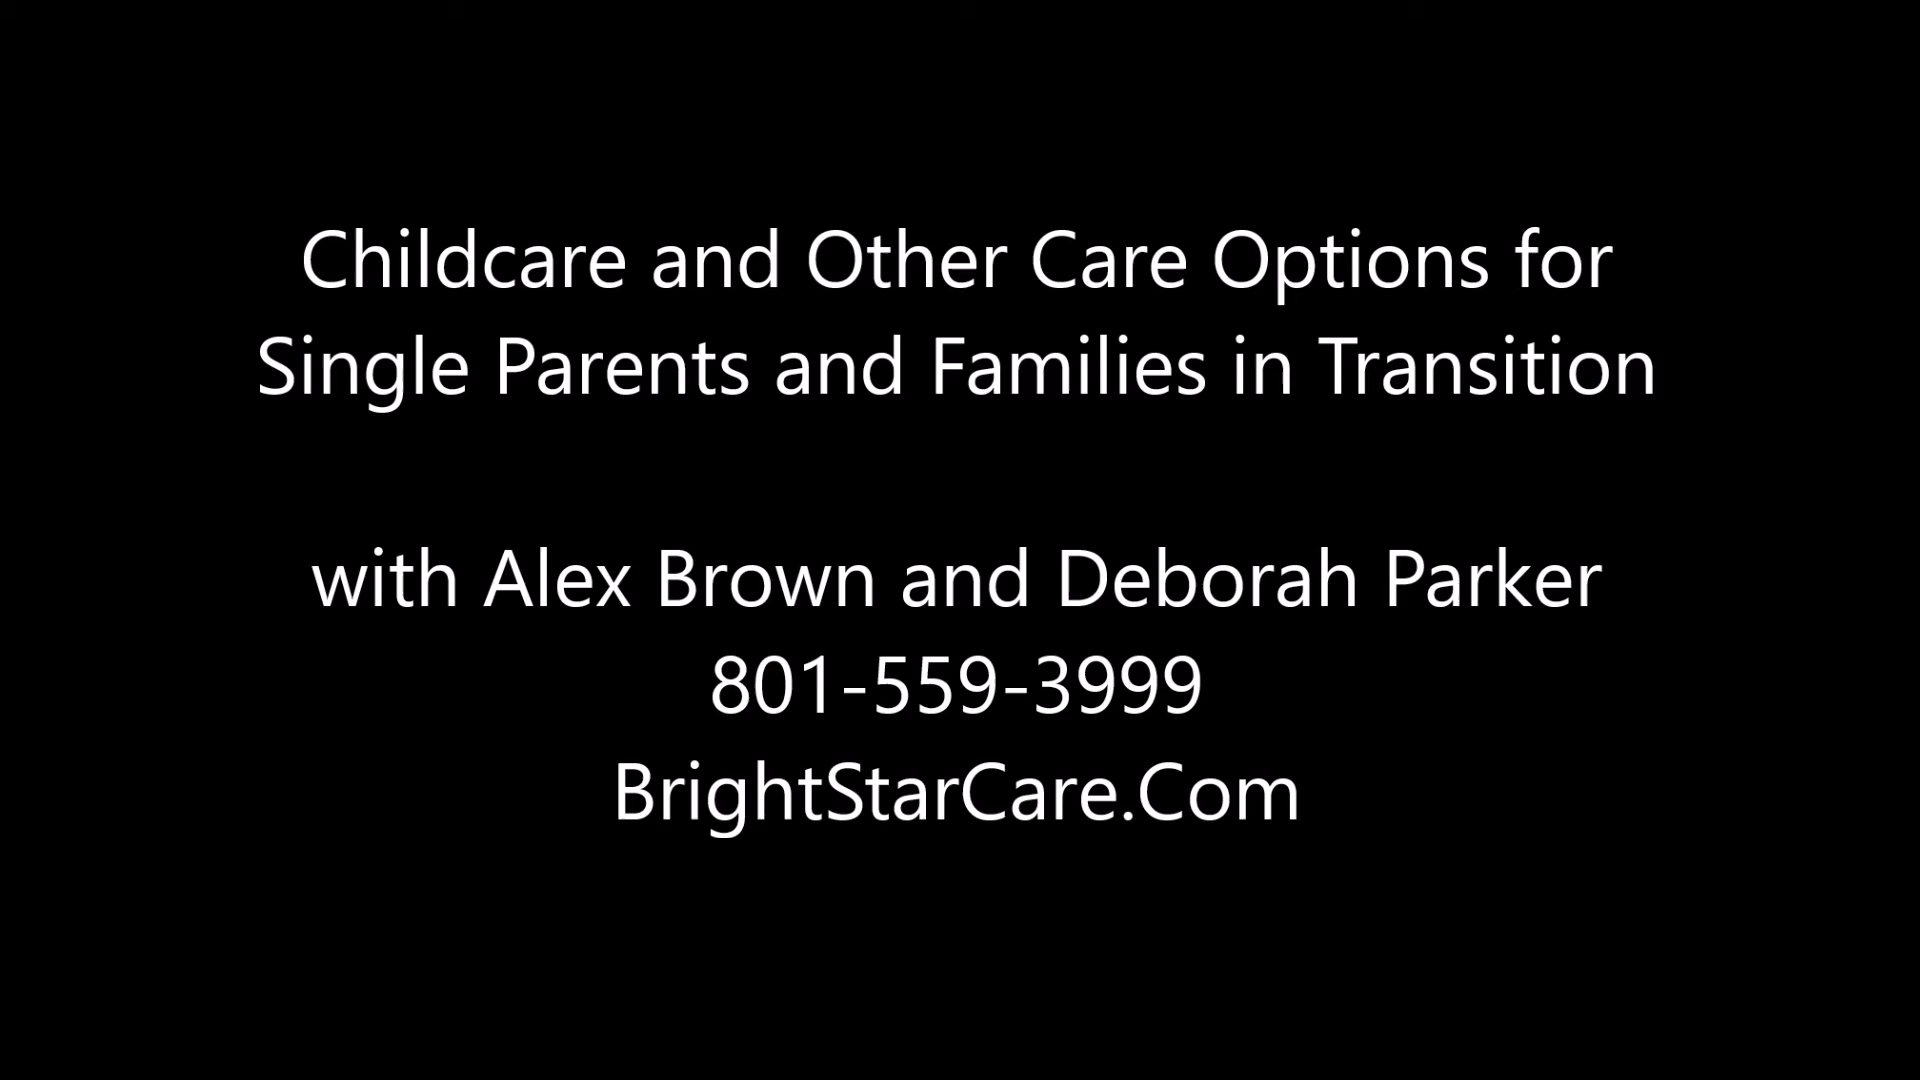 Childcare and Other Care Options for
Single Parents and Families in Transition
with Alex Brown and Deborah Parker
801-559-3999
BrightStarCare.Com